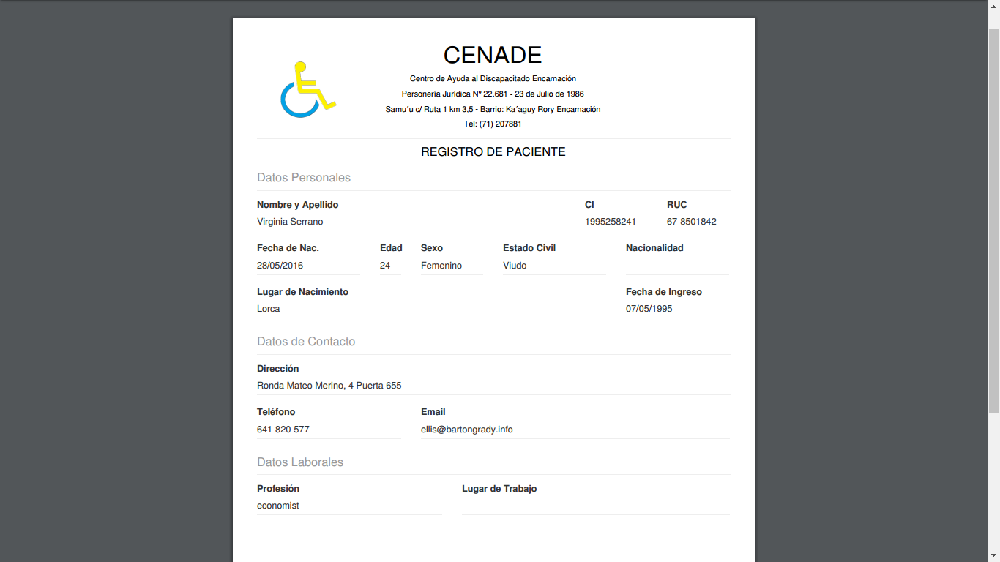 CENADE
Centro de Ayuda al Discapacitado Encarnación
Personería Jurídica Nº 22.681 - 23 de Julio de 1986
Samu´u c/ Ruta 1 km 3,5 - Barrio: Ka´aguy Rory Encarnación
Tel: (71) 207881
REGISTRO DE PACIENTE
Datos Personales
Nombre y Apellido CI RUC
Virginia Serrano 1995258241 67-8501842
Fecha de Nac. Edad Sexo Estado Civil Nacionalidad
28/05/2016 24 Femenino Viudo
Lugar de Nacimiento Fecha de Ingreso
Lorca 07/05/1995
Datos de Contacto
Dirección
Ronda Mateo Merino, 4 Puerta 655
Teléfono Email
641-820-577 ellis@bartongrady.info
Datos Laborales
Profesión Lugar de Trabajo
economist